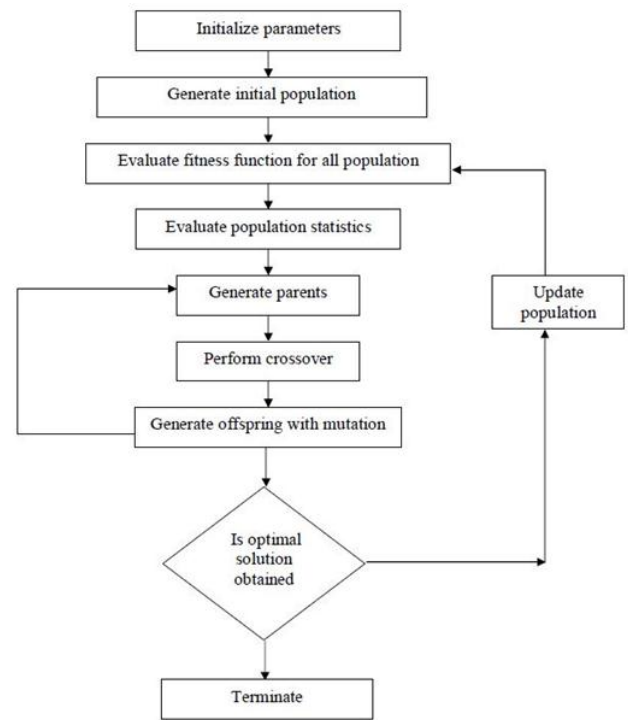 Initialize parameters
Generate initial population
Evaluate fitness function for all population
Evaluate population statistics
Generate parents
Update
population
Perform crossover
Generate offspring with mutation
Is optimal
solution
obtained
Terminate